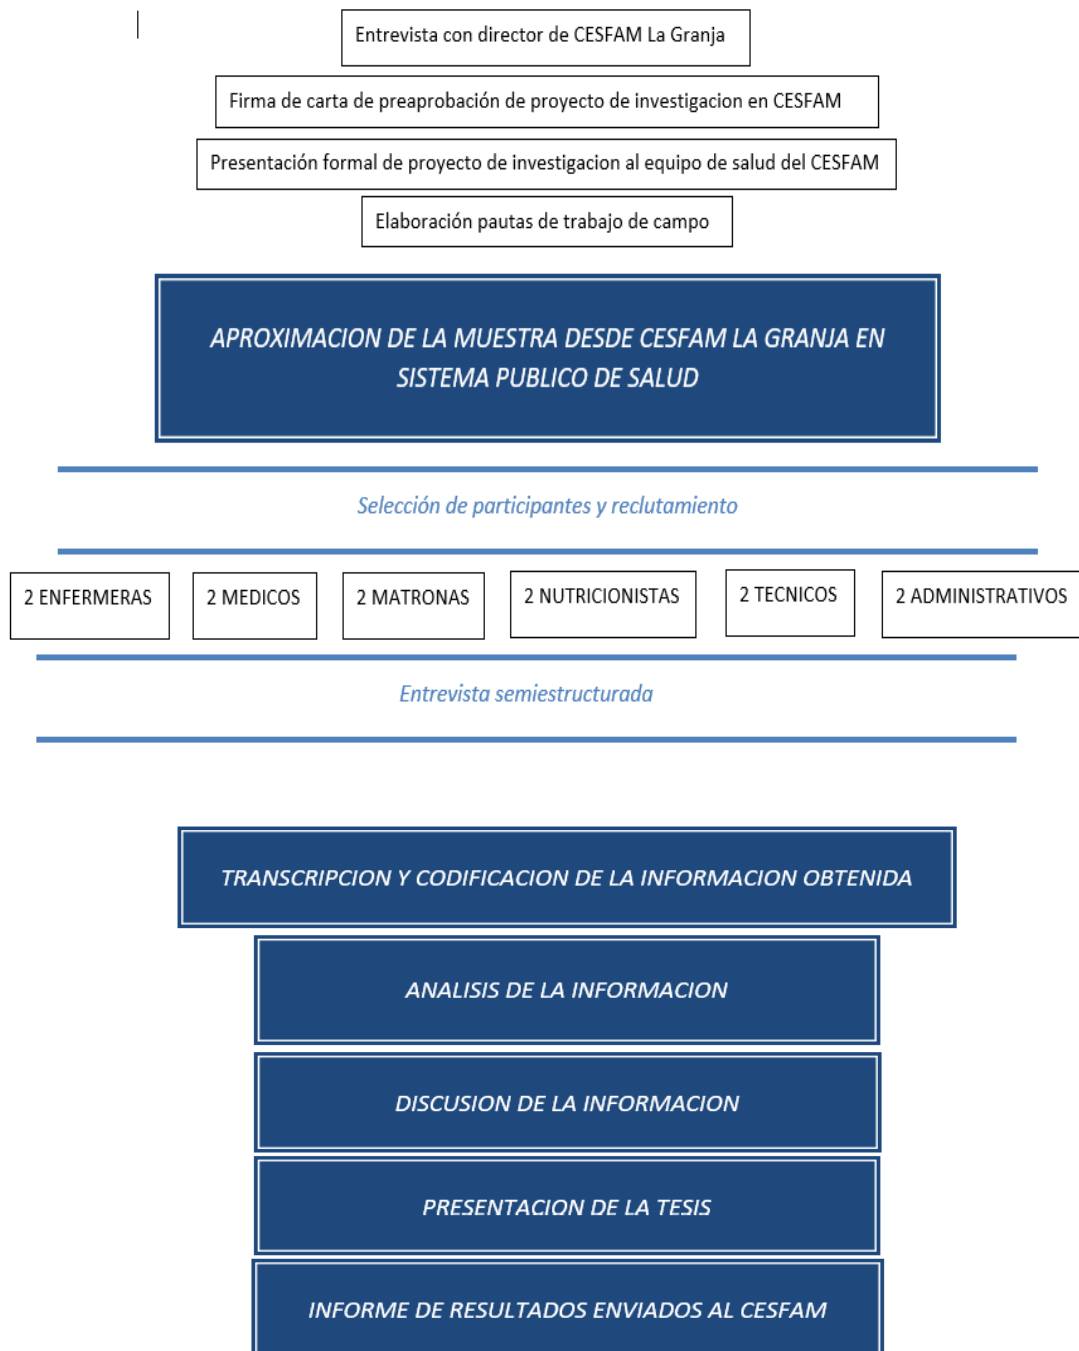 Entrevista con director de CESFAM La Granja
Firma de carta de preaprobación de proyecto de investigacion en CESFAM
Presentación formal de proyecto de investigacion al equipo de salud del CESFAM
Elaboración pautas de trabajo de campo
APROXIMACION DE LA MUESTRA DESDE CESFAM LA GRANJA EN
SISTEMA PUBLICO DE SALUD
Selección de participantes y reclutamiento
2 ENFERMERAS
2 MEDICOS
2 MATRONAS
2 NUTRICIONISTAS
2 TECNICOS
2 ADMINISTRATIVOS
Entrevista semiestructurada
TRANSCRIPCION Y CODIFICACION DE LA INFORMACION OBTENIDA
ANALISIS DE LA INFORMACION
DISCUSION DE LA INFORMACION
PRESENTACION DE LA TESIS
INFORME DE RESULTADOS ENVIADOS AL CESFAM